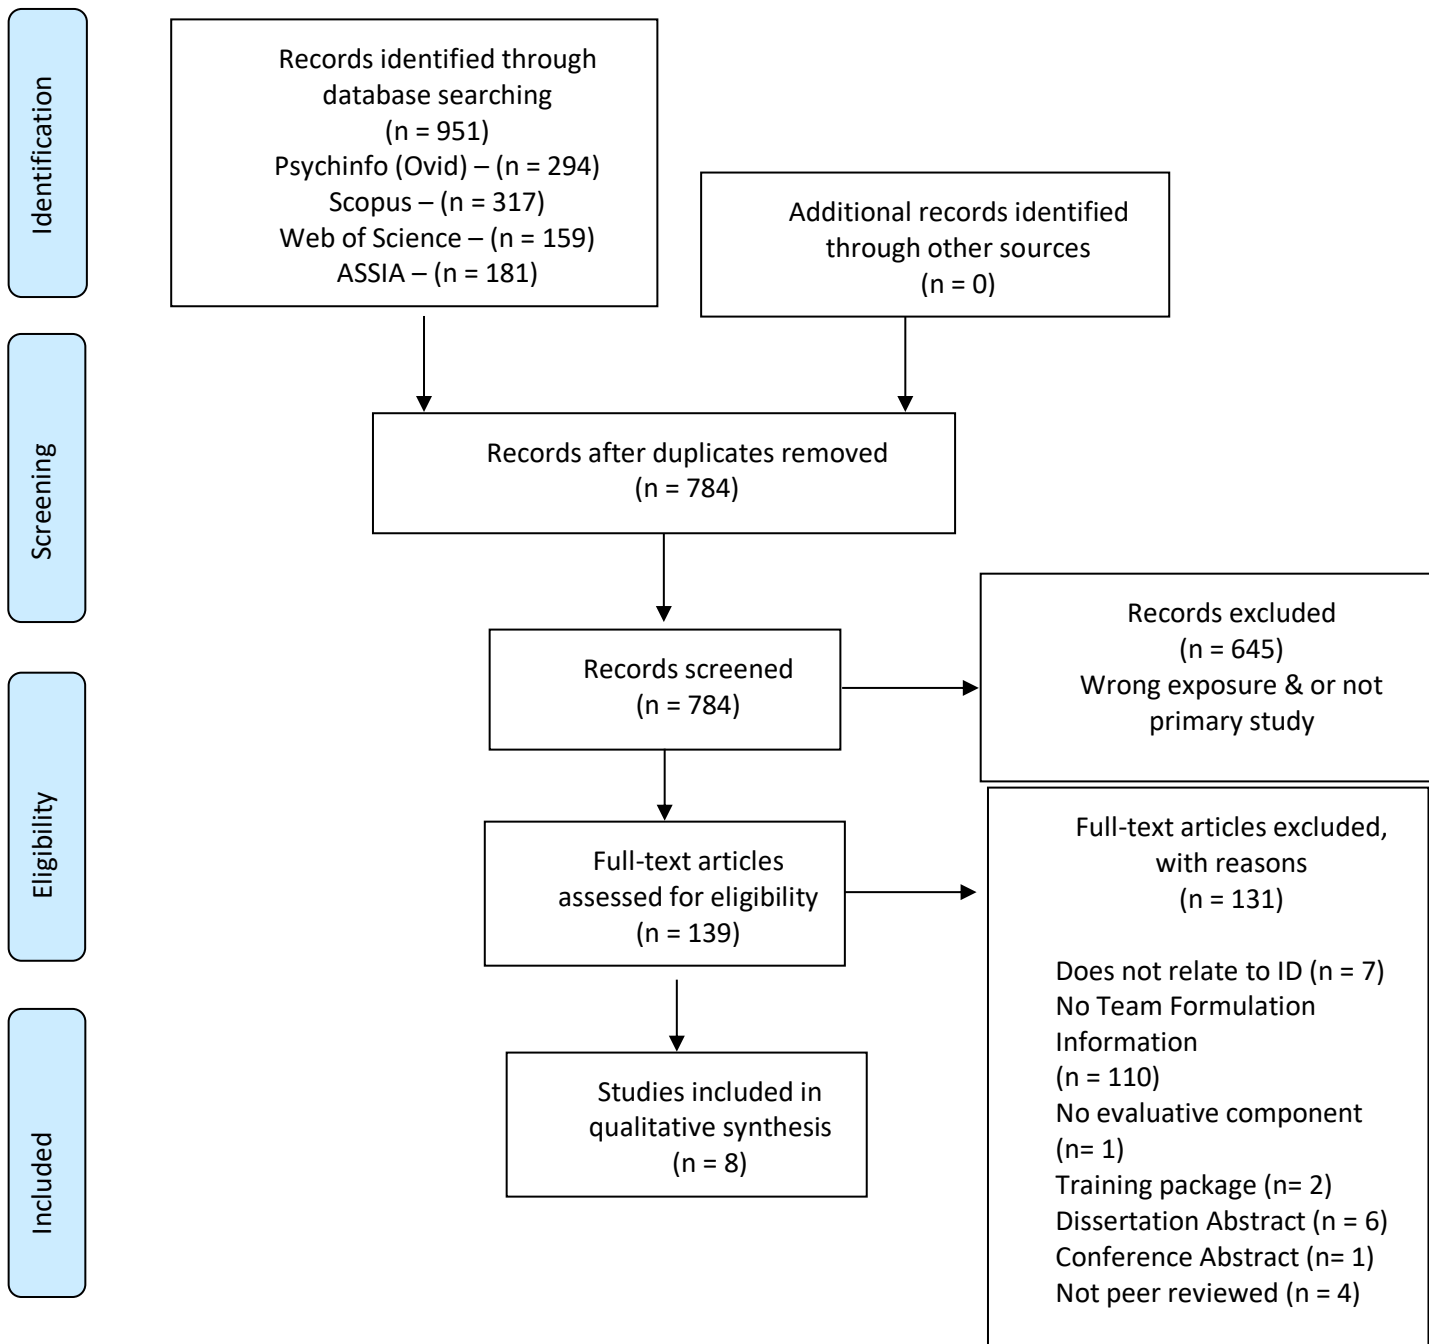 Identification
Records identified through
database searching
(n = 951)
Psychinfo (Ovid) – (n = 294)
Scopus – (n = 317)
Web of Science – (n = 159)
ASSIA – (n = 181)
Additional records identified
through other sources
(n = 0)
Screening
Records after duplicates removed
(n = 784)
Records screened
(n = 784)
Records excluded
(n = 645)
Wrong exposure & or not
primary study
Eligibility
Full-text articles
assessed for eligibility
(n = 139)
Full-text articles excluded,
with reasons
(n = 131)
Does not relate to ID (n = 7)
No Team Formulation
Information
(n = 110)
No evaluative component
(n= 1)
Training package (n= 2)
Dissertation Abstract (n = 6)
Conference Abstract (n= 1)
Not peer reviewed (n = 4)
Included
Studies included in
qualitative synthesis
(n = 8)